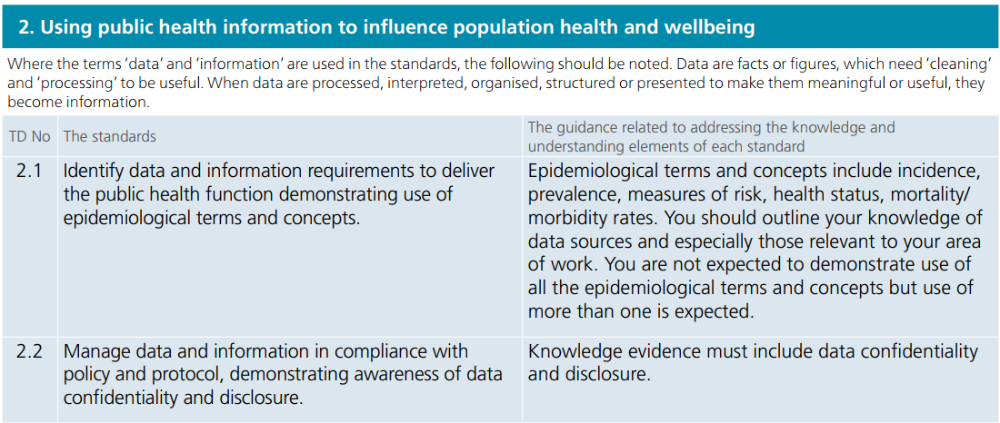 2. Using public health information to influence population health and wellbeing
Where the terms ‘data’ and ‘information’ are used in the standards, the following should be noted. Data are facts or figures, which need ‘cleaning’
and ‘processing’ to be useful. When data are processed, interpreted, organised, structured or presented to make them meaningful or useful, they
become information.
TD No The standards
The guidance related to addressing the knowledge and
understanding elements of each standard
2.1
Identify data and information requirements to deliver
the public health function demonstrating use of
epidemiological terms and concepts.
Epidemiological terms and concepts include incidence,
prevalence, measures of risk, health status, mortality/
morbidity rates. You should outline your knowledge of
data sources and especially those relevant to your area
of work. You are not expected to demonstrate use of
all the epidemiological terms and concepts but use of
more than one is expected.
2.2
Manage data and information in compliance with
policy and protocol, demonstrating awareness of data
confidentiality and disclosure.
Knowledge evidence must include data confidentiality
and disclosure.